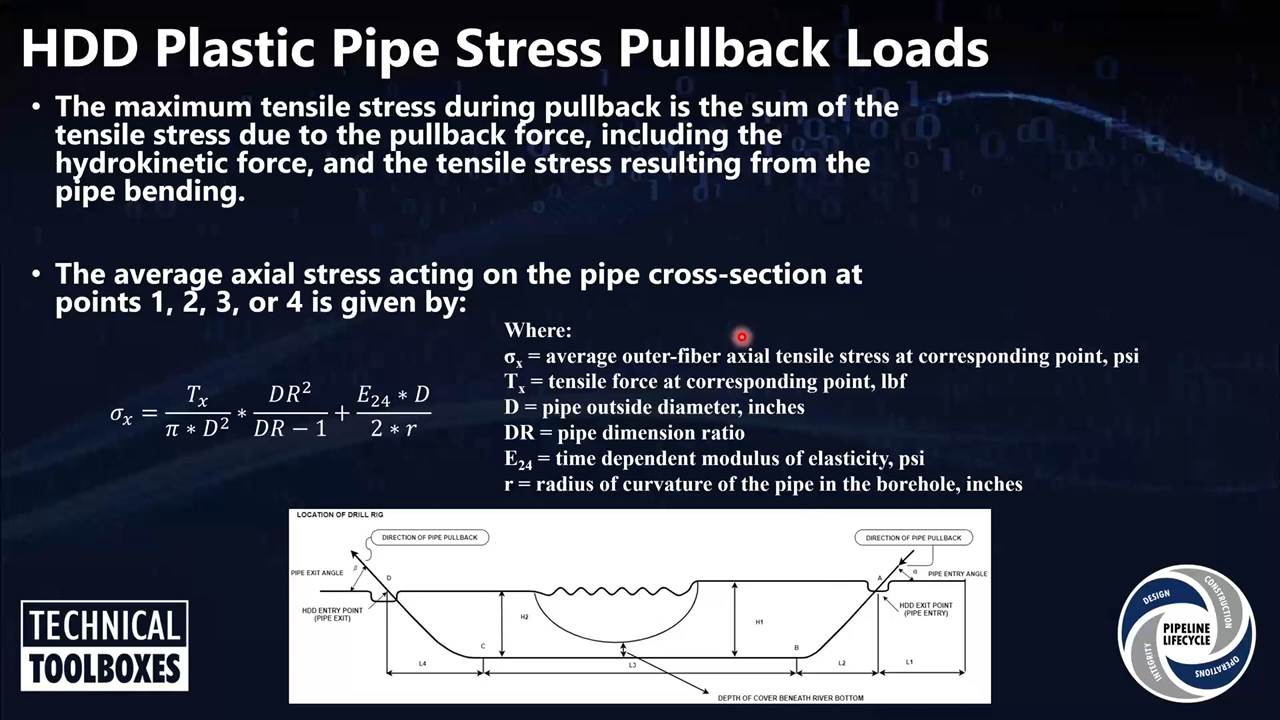 HDD Plastic Pipe Stress Pullback Loads
• The maximum tensile stress during pullback is the sum of the
tensile stress due to the pullback force, including the
hydrokinetic force, and the tensile stress resulting from the
pipe bending.
• The average axial stress acting on the pipe cross-section at
points 1, 2, 3, or 4 is given by:
σₓ = Tₓ / (π ∗ D²) ∗ DR² / (DR − 1) + (E₂₄ ∗ D) / (2 ∗ r)
Where:
σₓ = average outer-fiber axial tensile stress at corresponding point, psi
Tₓ = tensile force at corresponding point, lbf
D = pipe outside diameter, inches
DR = pipe dimension ratio
E₂₄ = time dependent modulus of elasticity, psi
r = radius of curvature of the pipe in the borehole, inches
LOCATION OF DRILL RIG
DIRECTION OF PIPE PULLBACK
DIRECTION OF PIPE PULLBACK
PIPE EXIT ANGLE
β
D
A
α
PIPE ENTRY ANGLE
HDD ENTRY POINT
(PIPE EXIT)
HDD EXIT POINT
(PIPE ENTRY)
H2
H1
C
B
L4
L3
L2
L1
DEPTH OF COVER BENEATH RIVER BOTTOM
TECHNICAL
TOOLBOXES
DESIGN
CONSTRUCTION
PIPELINE
LIFECYCLE
INTEGRITY
OPERATIONS